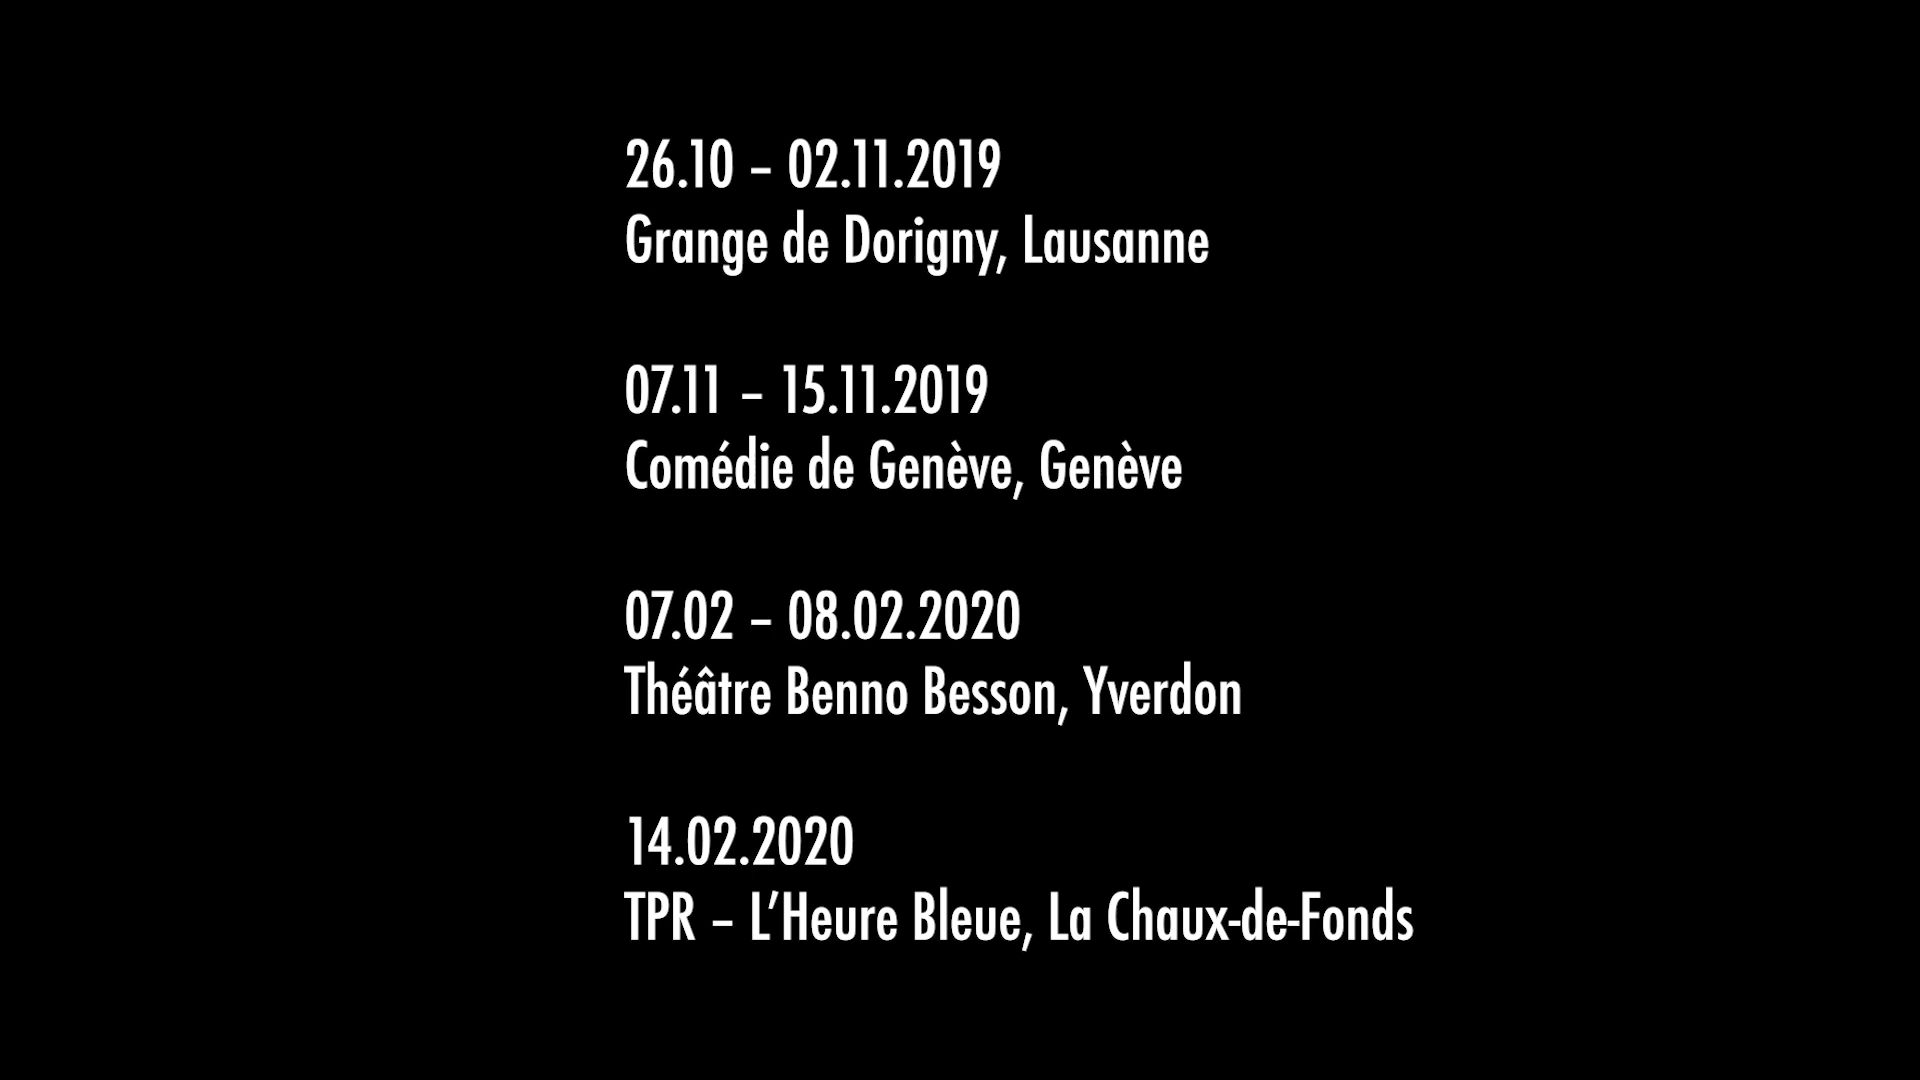 26.10 – 02.11.2019
Grange de Dorigny, Lausanne
07.11 – 15.11.2019
Comédie de Genève, Genève
07.02 – 08.02.2020
Théâtre Benno Besson, Yverdon
14.02.2020
TPR – L’Heure Bleue, La Chaux-de-Fonds